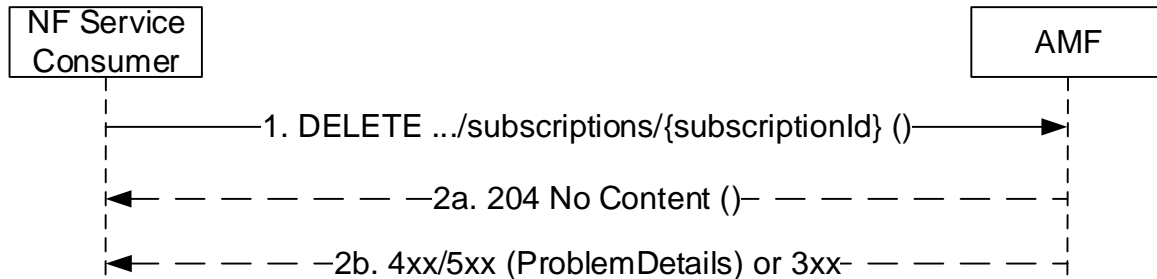 NF Service
Consumer
AMF
1. DELETE .../subscriptions/{subscriptionId} ()
2a. 204 No Content ()
2b. 4xx/5xx (ProblemDetails) or 3xx